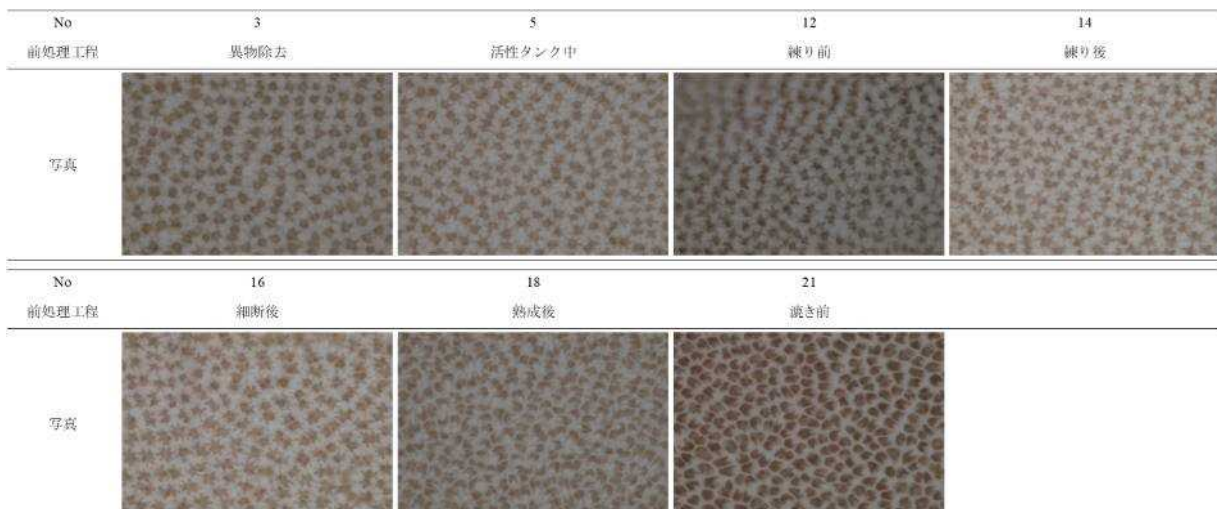 No 3 5 12 14
前処理工程 異物除去 活性タンク中 練り前 練り後
写真
No 16 18 21
前処理工程 細断後 熟成後 漉き前
写真